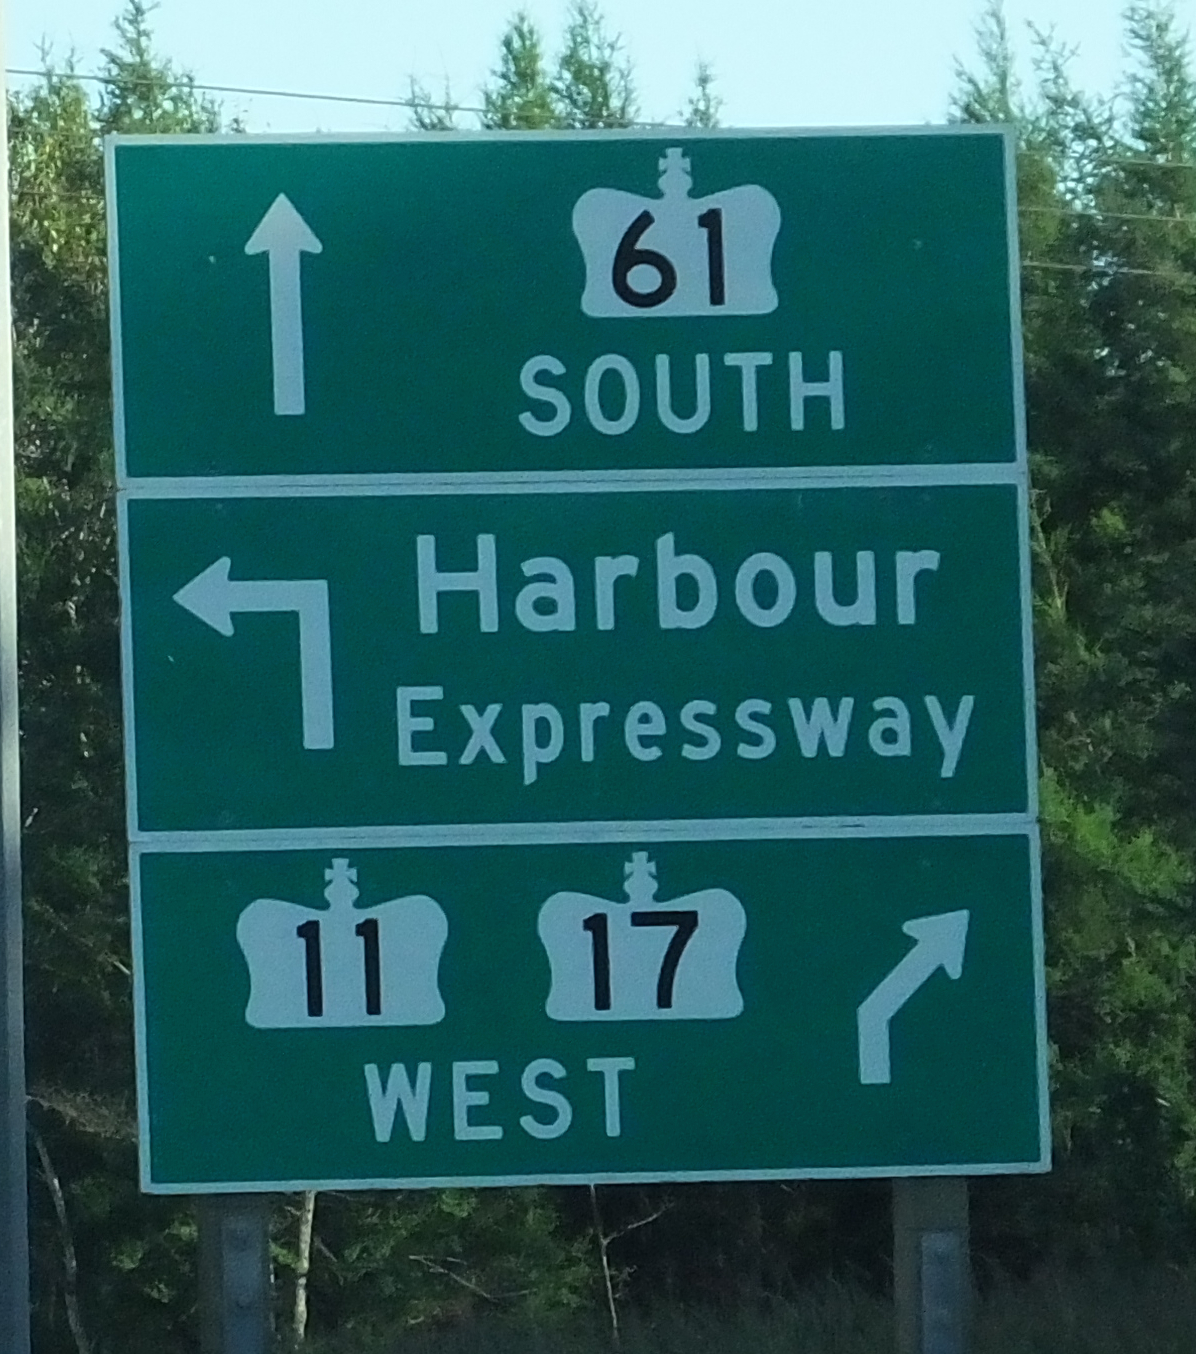 61
SOUTH
Harbour
Expressway
11 17
WEST